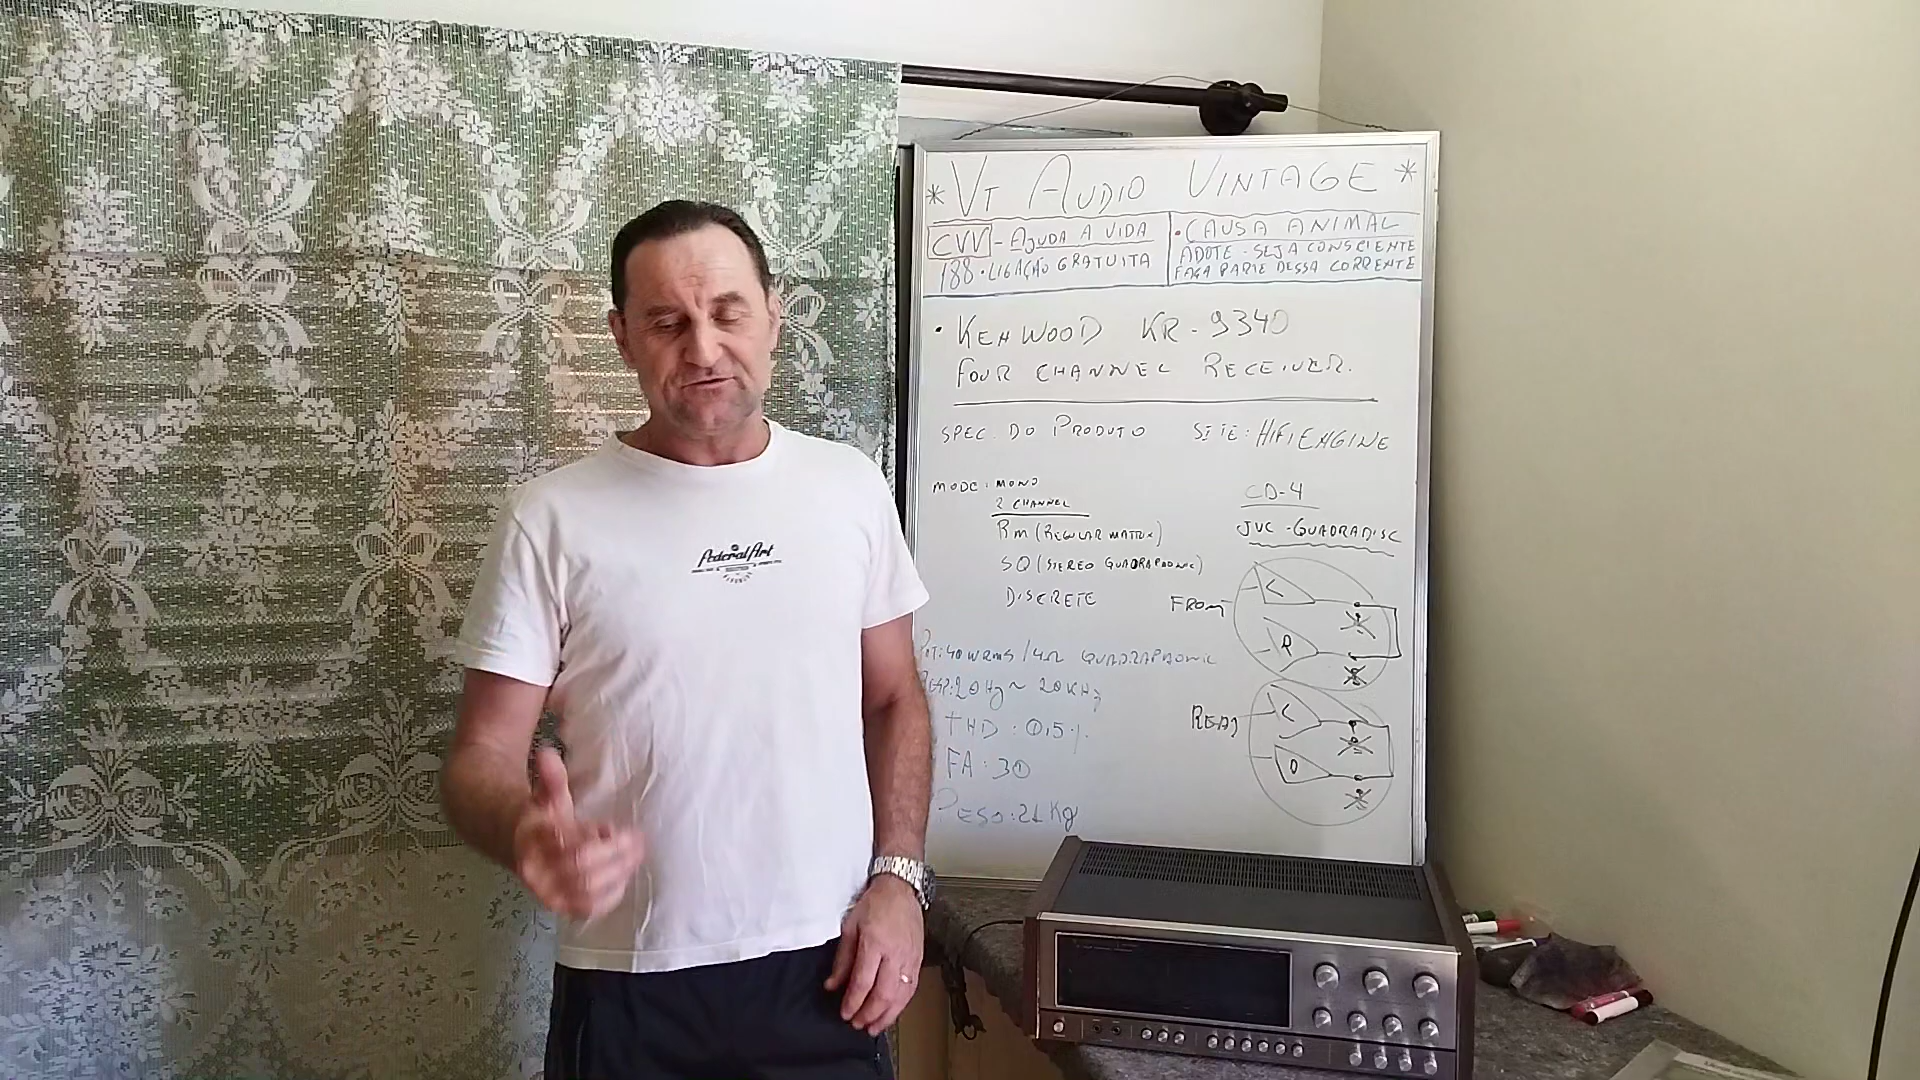 * VT AUDIO VINTAGE *
CVV - AJUDA A VIDA
188 • LIGAÇÃO GRATUITA
• CAUSA ANIMAL
ADOTE - SEJA CONSCIENTE
FAÇA PARTE DESSA CORRENTE
• KENWOOD KR-9340
FOUR CHANNEL RECEIVER.
SPEC. DO PRODUTO SITE: HIFIENGINE
MODE: MONO
2 CHANNEL
RM (REGULAR MATRIX)
SQ (STEREO QUADRAPHONIC)
DISCRETE
CD-4
JVC - QUADRADISC
FRONT
L
R
REAR
L
POT: 40 WRMS / 4Ω QUADRAPHONIC
RESP: 20Hz ~ 20KHz
THD: 0,5%
FA: 30
PESO: 21Kg
Federal Art